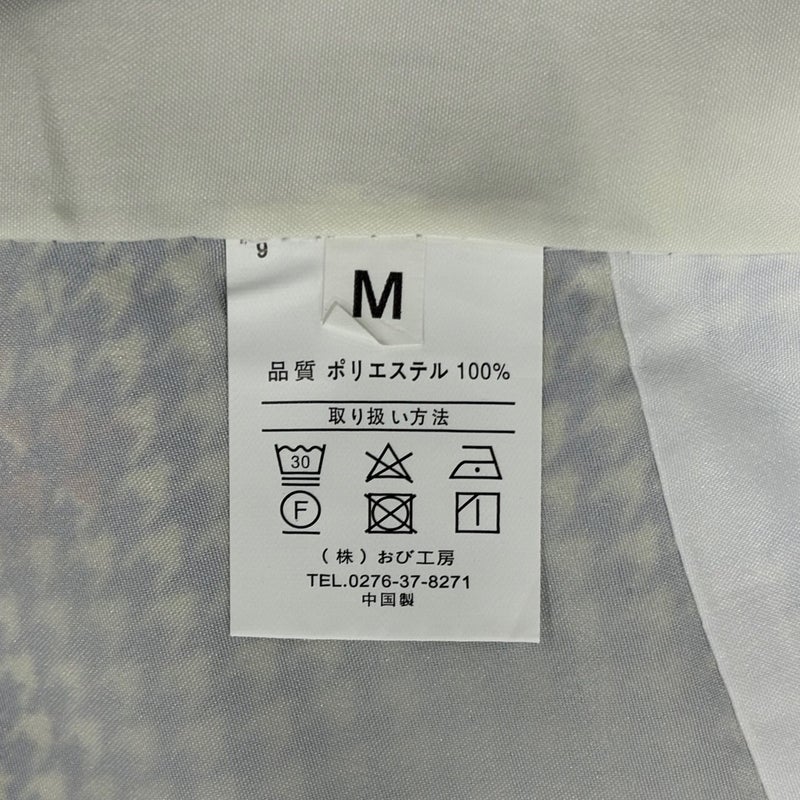 9
M
品質 ポリエステル 100%
取り扱い方法
30
F
(株)おび工房
TEL.0276-37-8271
中国製